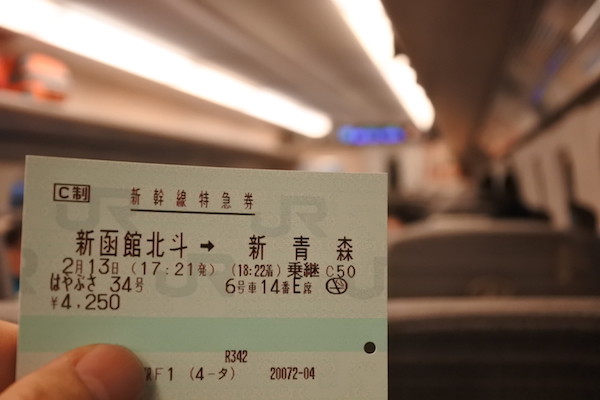 C制 新幹線特急券
新函館北斗 → 新青森
2月13日 (17:21発) (18:22着) 乗継 C50
はやぶさ 34号 6号車 14番E席
¥4,250
R342
F1 (4-タ) 20072-04